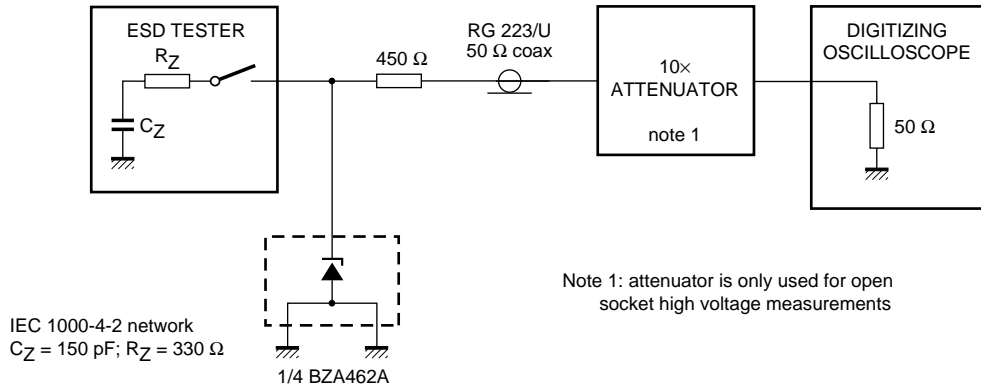 ESD TESTER
RZ
CZ
450 Ω
RG 223/U
50 Ω coax
10×
ATTENUATOR
note 1
DIGITIZING
OSCILLOSCOPE
50 Ω
Note 1: attenuator is only used for open
socket high voltage measurements
IEC 1000-4-2 network
CZ = 150 pF; RZ = 330 Ω
1/4 BZA462A